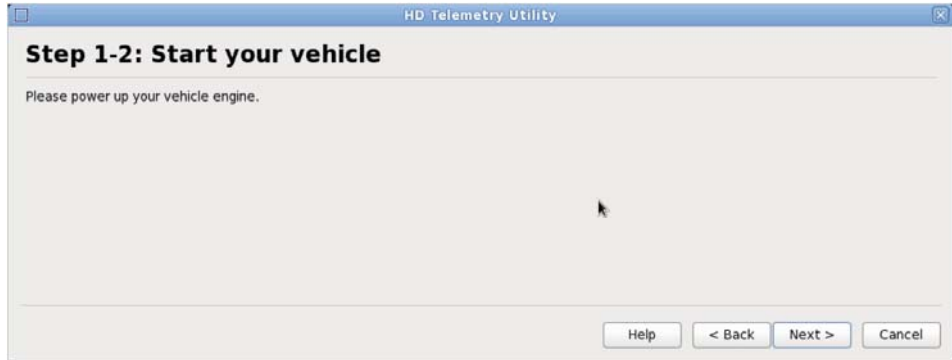 HD Telemetry Utility
Step 1-2: Start your vehicle
Please power up your vehicle engine.
Help
< Back
Next >
Cancel